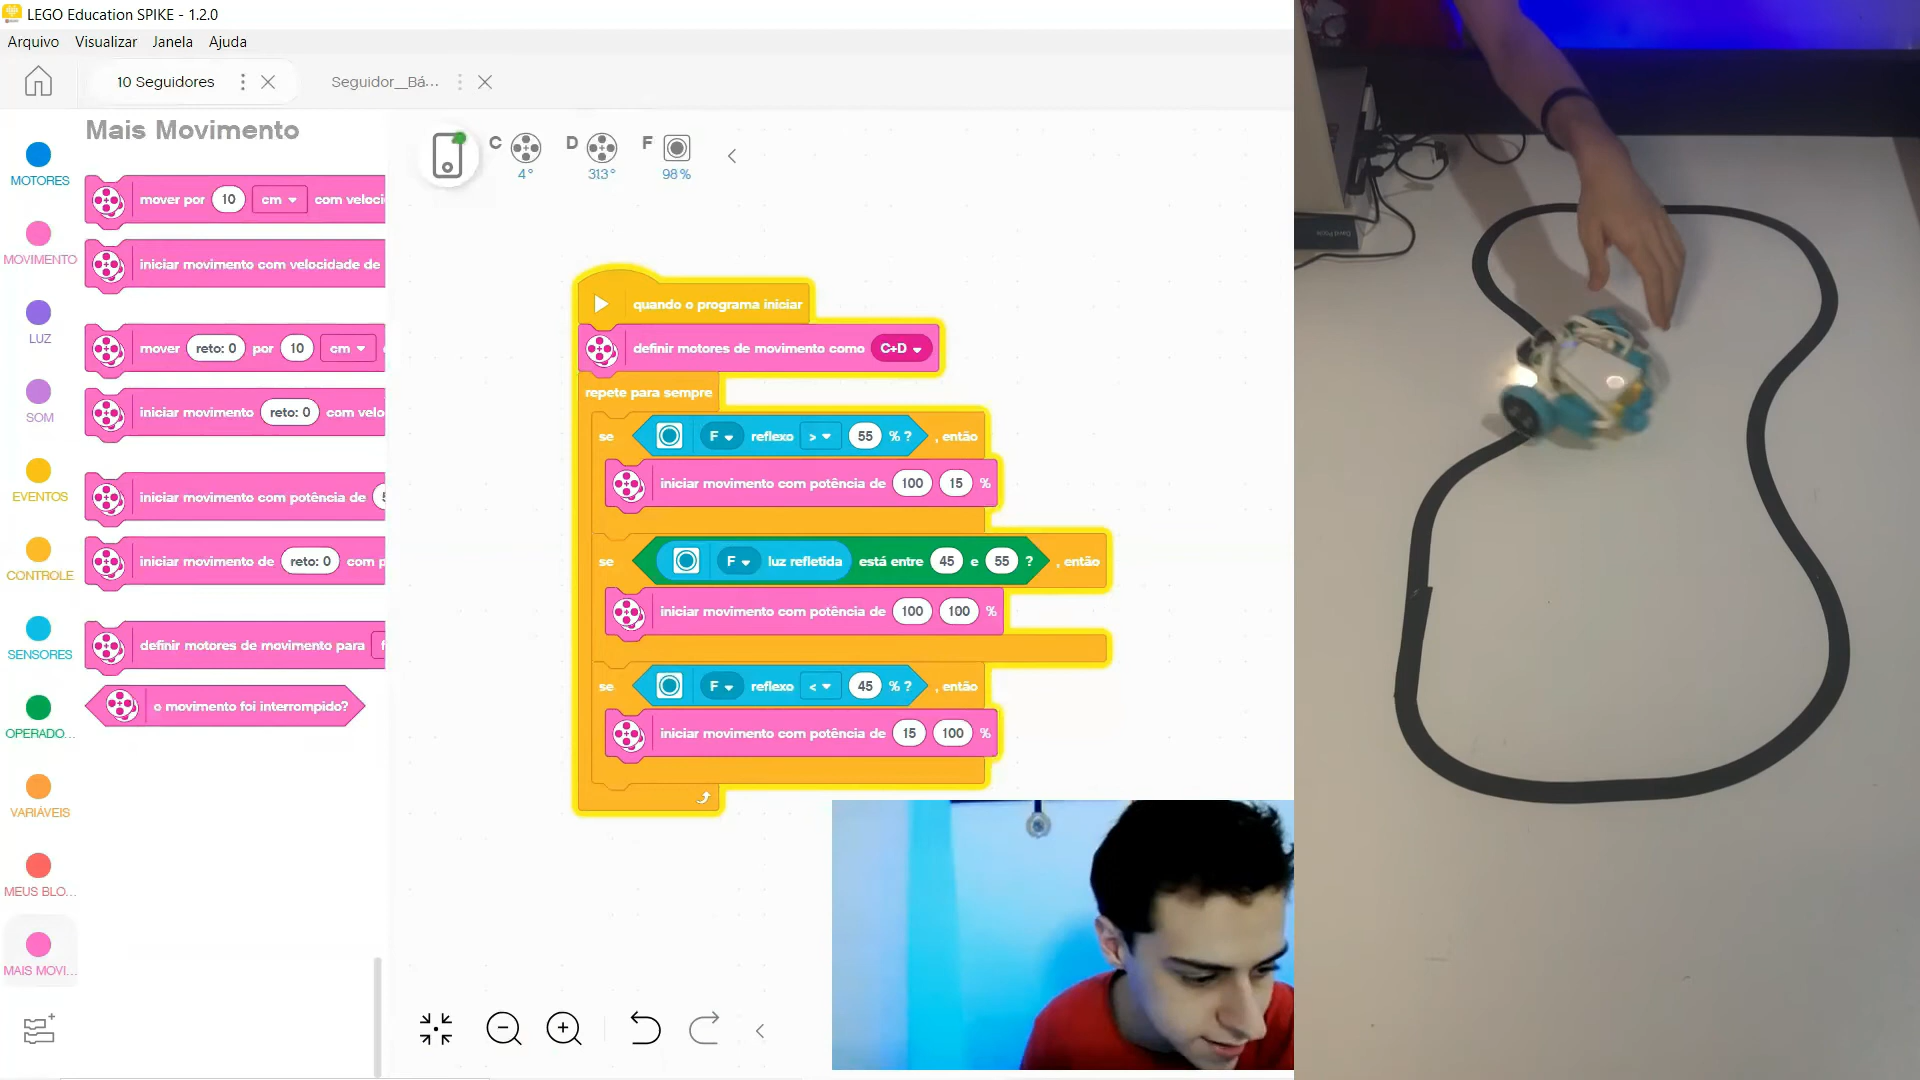 LEGO Education SPIKE - 1.2.0
Arquivo Visualizar Janela Ajuda
10 Seguidores
Seguidor__Bá...
Mais Movimento
MOTORES
MOVIMENTO
LUZ
SOM
EVENTOS
CONTROLE
SENSORES
OPERADO...
VARIÁVEIS
MEUS BLO...
MAIS MOVI...
mover por 10 cm com veloci
iniciar movimento com velocidade de
mover reto: 0 por 10 cm
iniciar movimento reto: 0 com velo
iniciar movimento com potência de
iniciar movimento de reto: 0 com p
definir motores de movimento para
o movimento foi interrompido?
C D F
4° 313° 98%
quando o programa iniciar
definir motores de movimento como C+D
repete para sempre
se F reflexo > 55 % ? , então
iniciar movimento com potência de 100 15 %
se F luz refletida está entre 45 e 55 ? , então
iniciar movimento com potência de 100 100 %
se F reflexo < 45 % ? , então
iniciar movimento com potência de 15 100 %